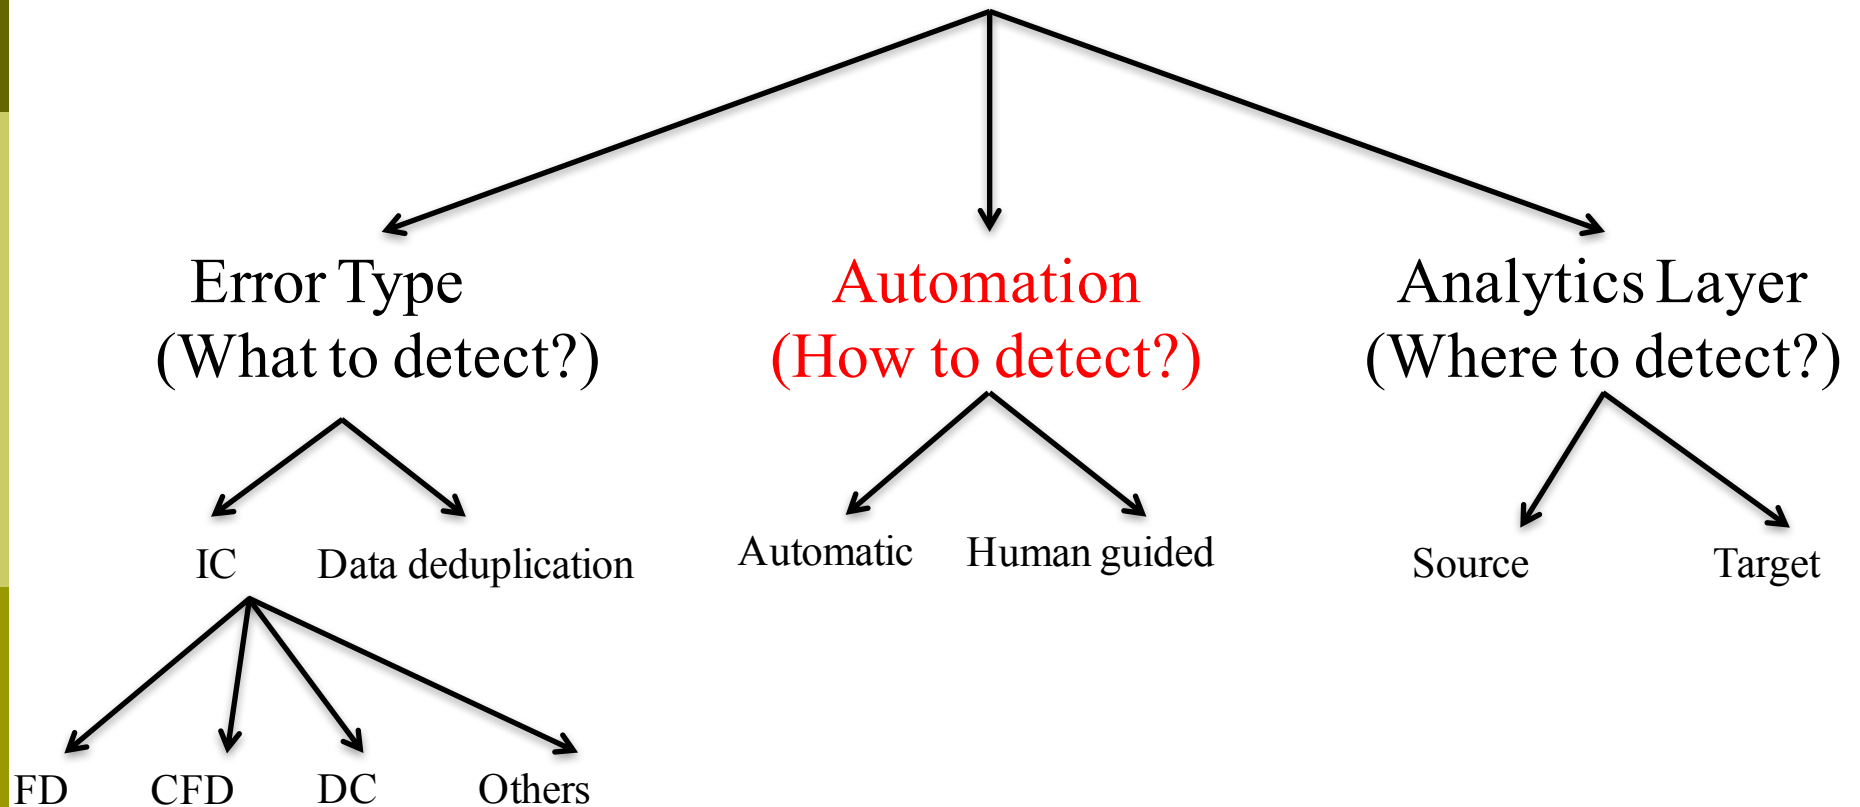 Error Type
(What to detect?)
Automation
(How to detect?)
Analytics Layer
(Where to detect?)
IC
Data deduplication
Automatic
Human guided
Source
Target
FD
CFD
DC
Others